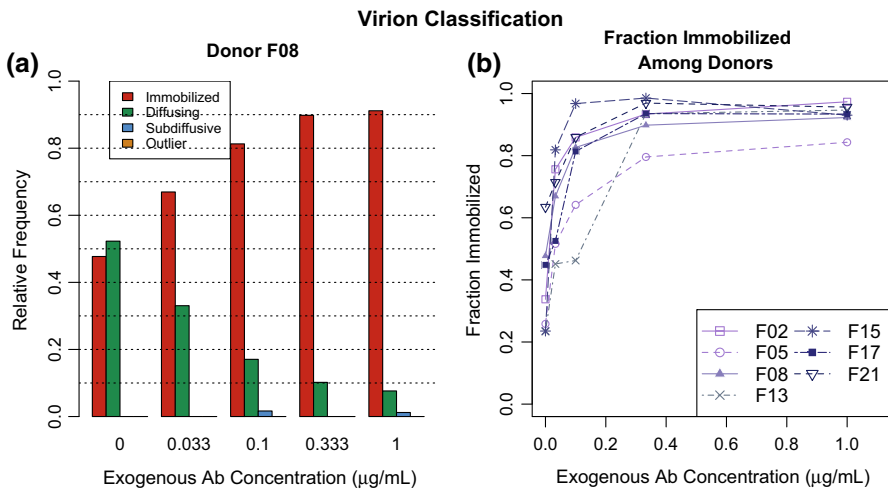 Virion Classification
(a)
Donor F08
Relative Frequency
1.0
0.8
0.6
0.4
0.2
0.0
Immobilized
Diffusing
Subdiffusive
Outlier
0 0.033 0.1 0.333 1
Exogenous Ab Concentration (μg/mL)
(b)
Fraction Immobilized
Among Donors
Fraction Immobilized
1.0
0.8
0.6
0.4
0.2
0.0
F02 F15
F05 F17
F08 F21
F13
0.0 0.2 0.4 0.6 0.8 1.0
Exogenous Ab Concentration (μg/mL)